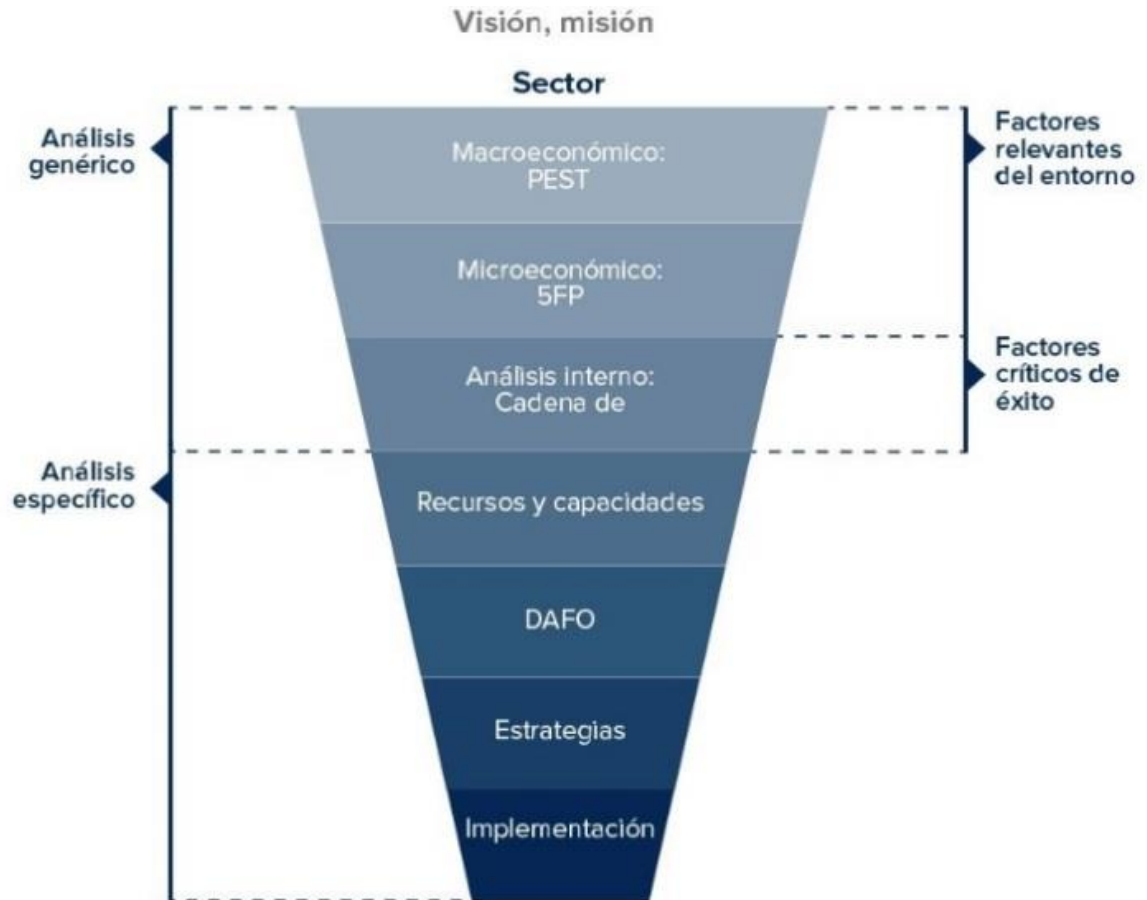 Visión, misión
Sector
Análisis
genérico
Macroeconómico:
PEST
Factores
relevantes
del entorno
Microeconómico:
5FP
Análisis interno:
Cadena de
Factores
críticos de
éxito
Análisis
específico
Recursos y capacidades
DAFO
Estrategias
Implementación